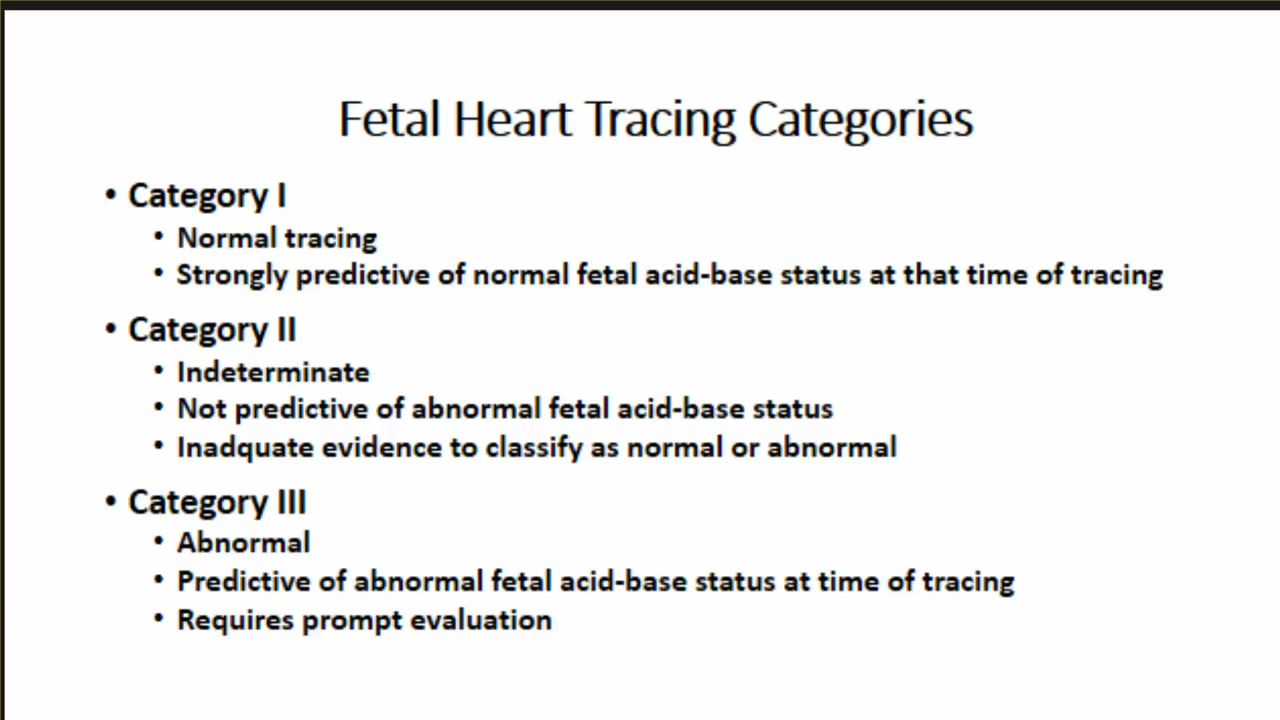 Fetal Heart Tracing Categories
• Category I
• Normal tracing
• Strongly predictive of normal fetal acid-base status at that time of tracing
• Category II
• Indeterminate
• Not predictive of abnormal fetal acid-base status
• Inadquate evidence to classify as normal or abnormal
• Category III
• Abnormal
• Predictive of abnormal fetal acid-base status at time of tracing
• Requires prompt evaluation